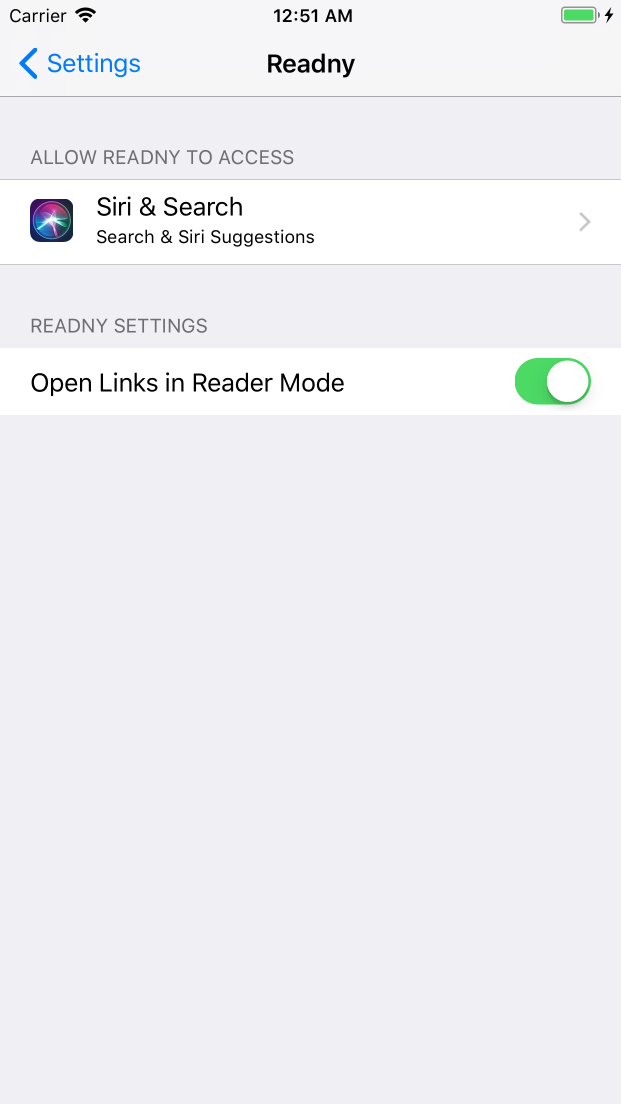 Carrier 12:51 AM
Settings Readny
ALLOW READNY TO ACCESS
Siri & Search
Search & Siri Suggestions
READNY SETTINGS
Open Links in Reader Mode